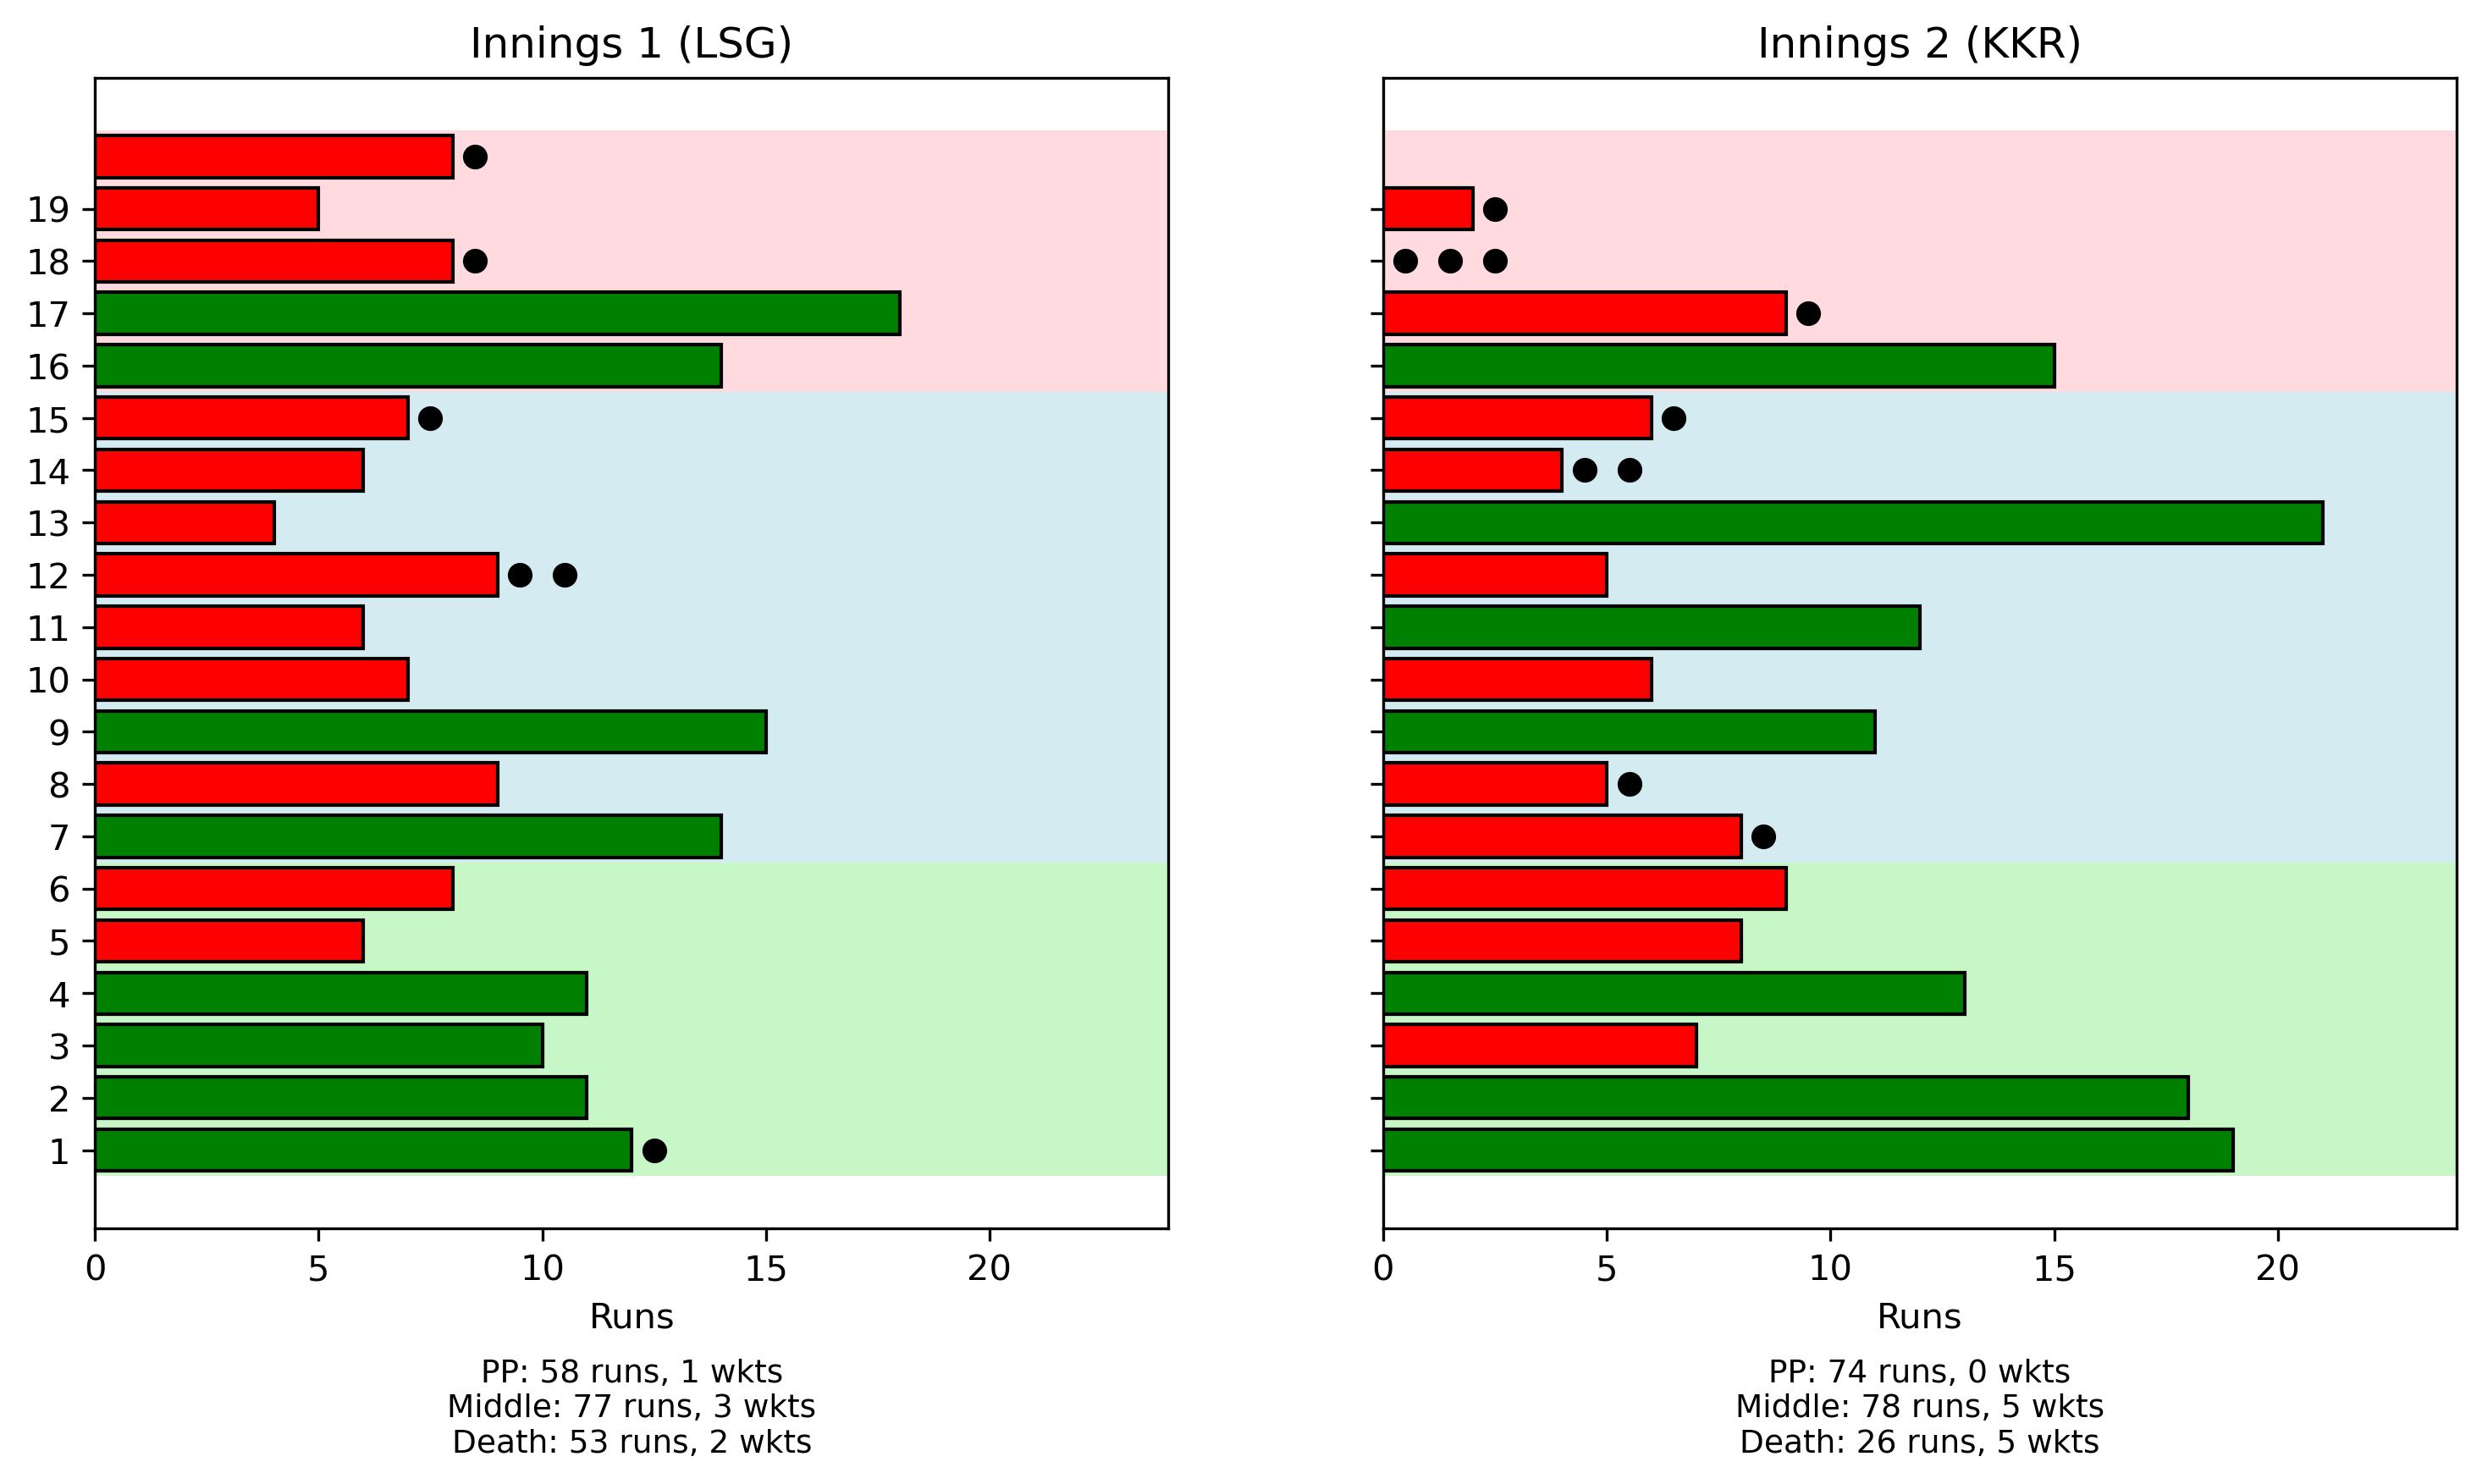 Innings 1 (LSG)
19
18
17
16
15
14
13
12
11
10
9
8
7
6
5
4
3
2
1
0 5 10 15 20
Runs
PP: 58 runs, 1 wkts
Middle: 77 runs, 3 wkts
Death: 53 runs, 2 wkts
Innings 2 (KKR)
0 5 10 15 20
Runs
PP: 74 runs, 0 wkts
Middle: 78 runs, 5 wkts
Death: 26 runs, 5 wkts